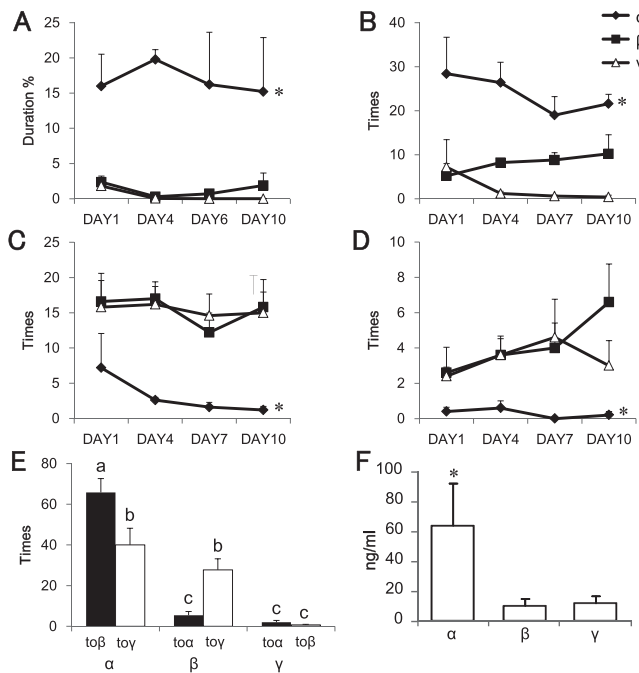 A
B
α
β
γ
25
20
15
10
5
0
Duration %
*
DAY1 DAY4 DAY6 DAY10
40
30
20
10
0
Times
*
DAY1 DAY4 DAY7 DAY10
C
25
20
15
10
5
0
Times
*
DAY1 DAY4 DAY7 DAY10
D
10
8
6
4
2
0
Times
*
DAY1 DAY4 DAY7 DAY10
E
80
60
40
20
0
Times
a
b
c
b
c
c
toβ toγ toα toγ toα toβ
α β γ
F
100
80
60
40
20
0
ng/ml
*
α β γ